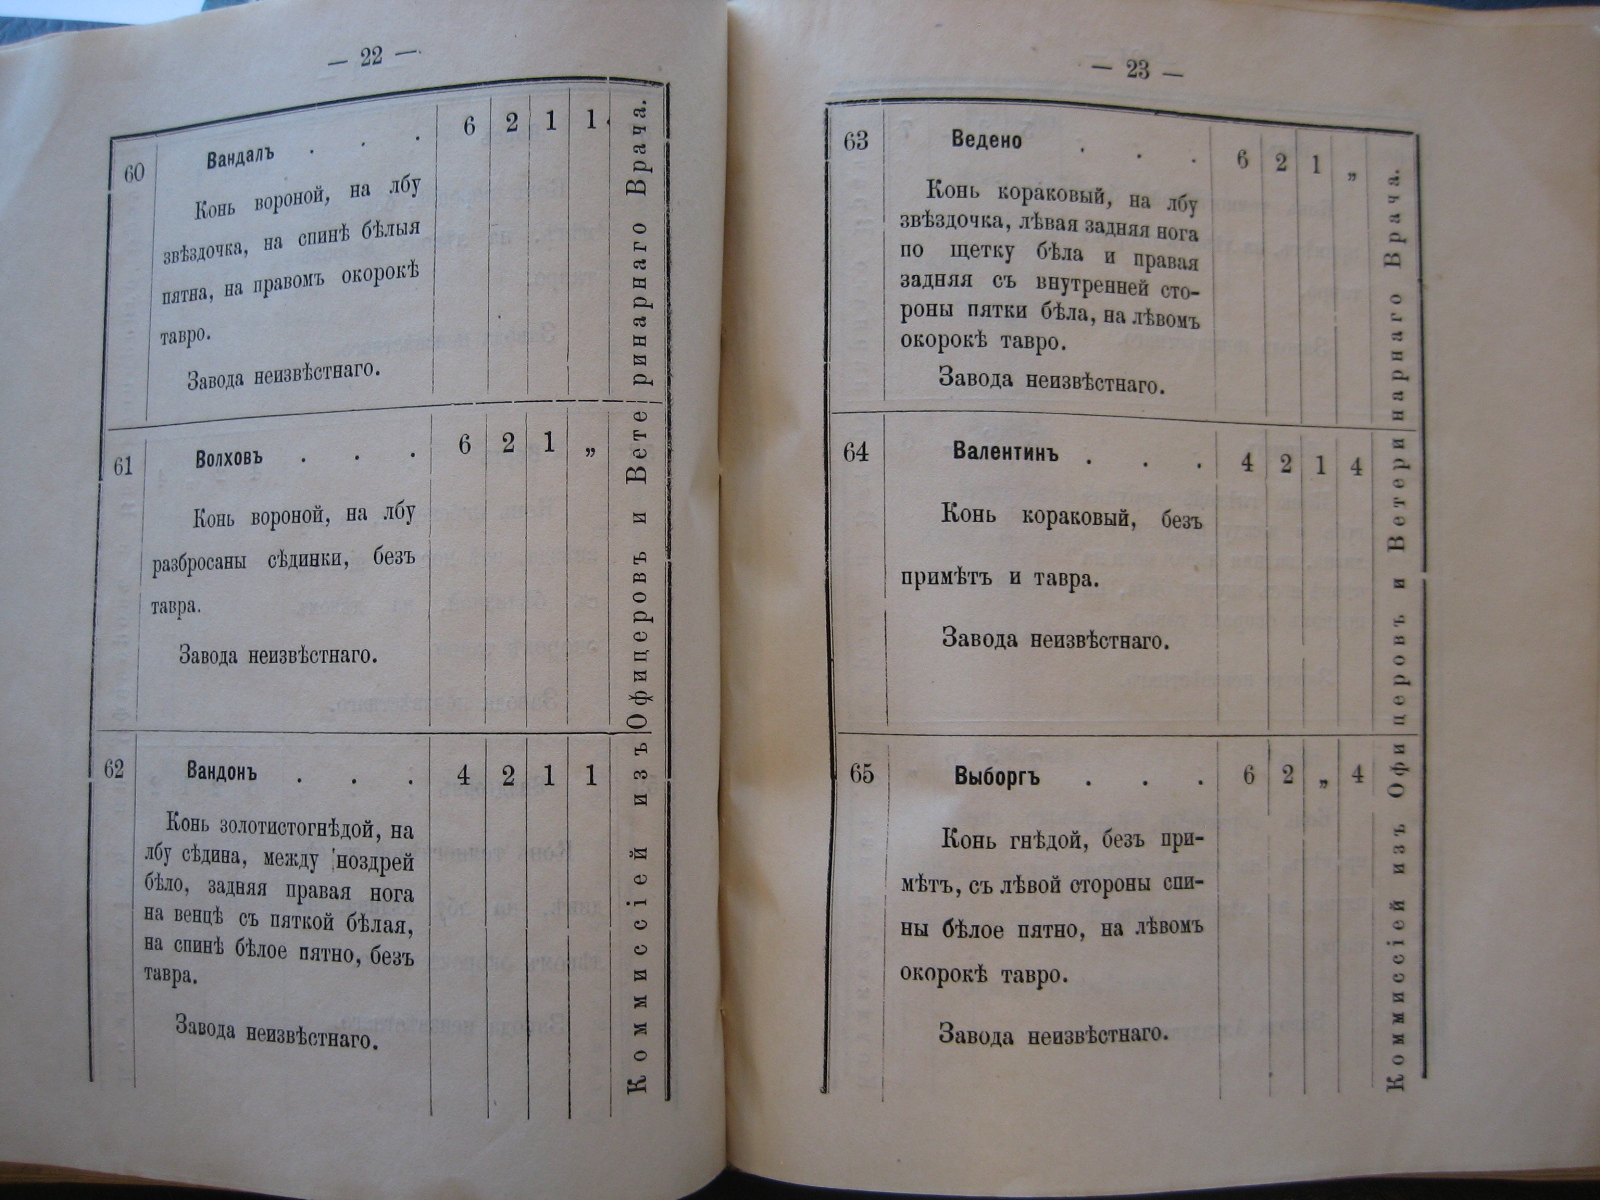 — 22 —
60 Вандалъ . . . 6 2 1 1
Конь вороной, на лбу
звѣздочка, на спинѣ бѣлыя
пятна, на правомъ окорокѣ
тавро.
Завода неизвѣстнаго.
61 Волховъ . . . 6 2 1 „
Конь вороной, на лбу
разбросаны сѣдинки, безъ
тавра.
Завода неизвѣстнаго.
62 Вандонъ . . . 4 2 1 1
Конь золотистогнѣдой, на
лбу сѣдина, между ноздрей
бѣло, задняя правая нога
на венцѣ съ пяткой бѣлая,
на спинѣ бѣлое пятно, безъ
тавра.
Завода неизвѣстнаго.
Коммиссіей изъ Офицеровъ и Ветеринарнаго Врача.
— 23 —
63 Ведено . . . 6 2 1 „
Конь кораковый, на лбу
звѣздочка, лѣвая задняя нога
по щетку бѣла и правая
задняя съ внутренней сто-
роны пятки бѣла, на лѣвомъ
окорокѣ тавро.
Завода неизвѣстнаго.
64 Валентинъ . . . 4 2 1 4
Конь кораковый, безъ
примѣтъ и тавра.
Завода неизвѣстнаго.
65 Выборгъ . . . 6 2 „ 4
Конь гнѣдой, безъ при-
мѣтъ, съ лѣвой стороны спи-
ны бѣлое пятно, на лѣвомъ
окорокѣ тавро.
Завода неизвѣстнаго.
Коммиссіей изъ Офицеровъ и Ветеринарнаго Врача.